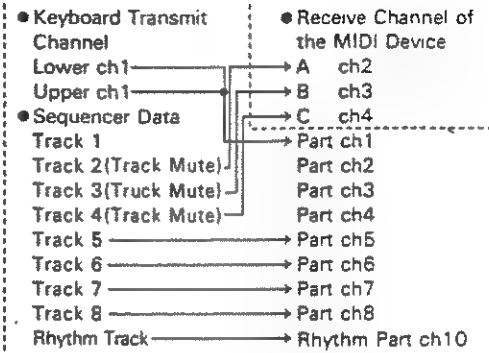 ● Keyboard Transmit
Channel
Lower ch1
Upper ch1
● Sequencer Data
Track 1
Track 2(Track Mute)
Track 3(Truck Mute)
Track 4(Track Mute)
Track 5
Track 6
Track 7
Track 8
Rhythm Track
● Receive Channel of
the MIDI Device
A ch2
B ch3
C ch4
Part ch1
Part ch2
Part ch3
Part ch4
Part ch5
Part ch6
Part ch7
Part ch8
Rhythm Part ch10